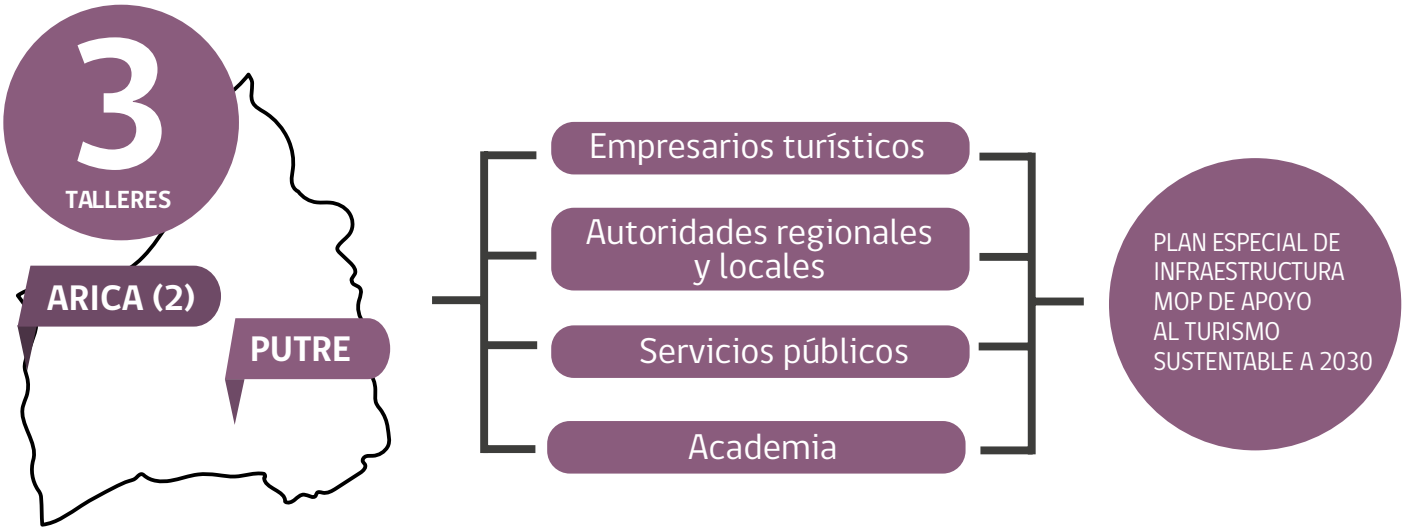 3
TALLERES
ARICA (2)
PUTRE
Empresarios turísticos
Autoridades regionales
y locales
Servicios públicos
Academia
PLAN ESPECIAL DE
INFRAESTRUCTURA
MOP DE APOYO
AL TURISMO
SUSTENTABLE A 2030